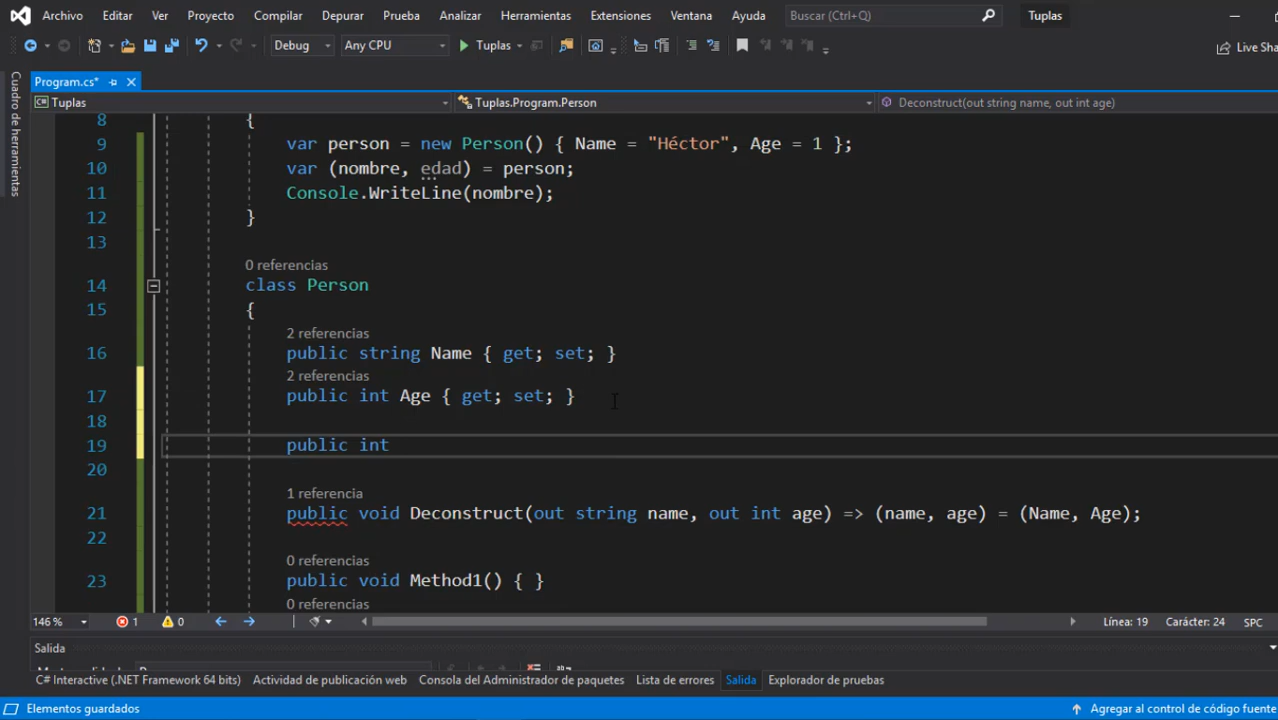 Archivo Editar Ver Proyecto Compilar Depurar Prueba Analizar Herramientas Extensiones Ventana Ayuda Buscar (Ctrl+Q) Tuplas
Debug Any CPU Tuplas Live Sha
Program.cs*
Cuadro de herramientas
Tuplas Tuplas.Program.Person Deconstruct(out string name, out int age)
8 {
9 var person = new Person() { Name = "Héctor", Age = 1 };
10 var (nombre, edad) = person;
11 Console.WriteLine(nombre);
12 }
13
0 referencias
14 class Person
15 {
2 referencias
16 public string Name { get; set; }
2 referencias
17 public int Age { get; set; }
18
19 public int
20
1 referencia
21 public void Deconstruct(out string name, out int age) => (name, age) = (Name, Age);
22
0 referencias
23 public void Method1() { }
0 referencias
146 % 1 0 Línea: 19 Carácter: 24 SPC
Salida
C# Interactive (.NET Framework 64 bits) Actividad de publicación web Consola del Administrador de paquetes Lista de errores Salida Explorador de pruebas
Elementos guardados Agregar al control de código fuente